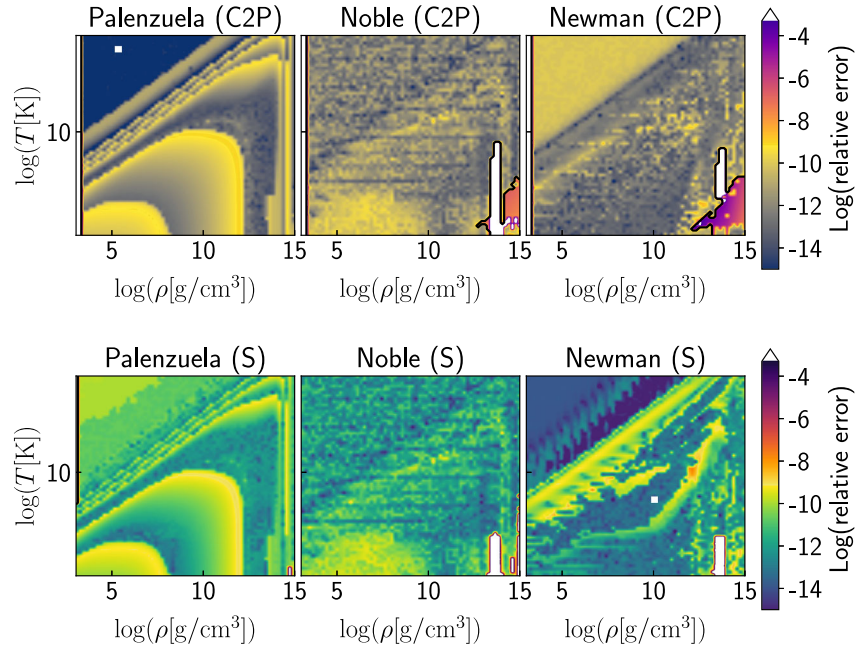 Palenzuela (C2P) Noble (C2P) Newman (C2P)
log(T[K])
10
5 10 15 5 10 15 5 10 15
log(ρ[g/cm³]) log(ρ[g/cm³]) log(ρ[g/cm³])
-4
-6
-8
-10
-12
-14
Log(relative error)
Palenzuela (S) Noble (S) Newman (S)
log(T[K])
10
5 10 15 5 10 15 5 10 15
log(ρ[g/cm³]) log(ρ[g/cm³]) log(ρ[g/cm³])
-4
-6
-8
-10
-12
-14
Log(relative error)